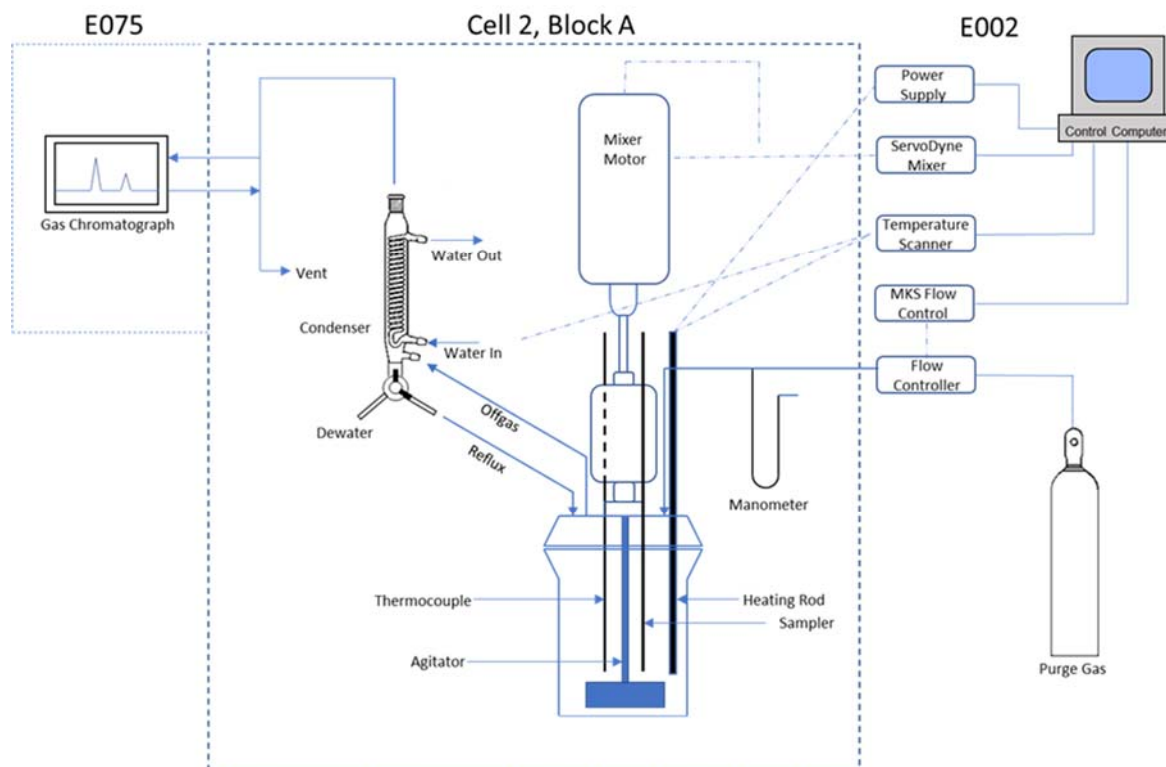 E075
Cell 2, Block A
E002
Power
Supply
Control Computer
Mixer
Motor
ServoDyne
Mixer
Gas Chromatograph
Temperature
Scanner
Water Out
Vent
MKS Flow
Control
Condenser
Water In
Flow
Controller
Offgas
Dewater
Reflux
Manometer
Thermocouple
Heating Rod
Sampler
Agitator
Purge Gas